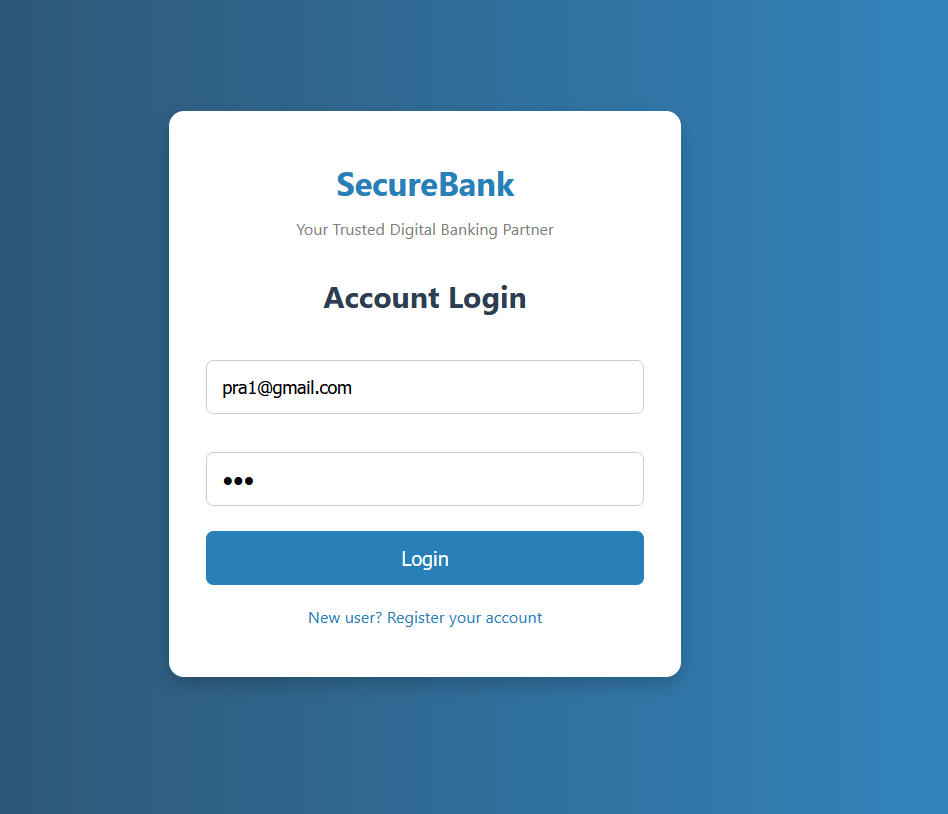 SecureBank
Your Trusted Digital Banking Partner
Account Login
pra1@gmail.com
•••
Login
New user? Register your account